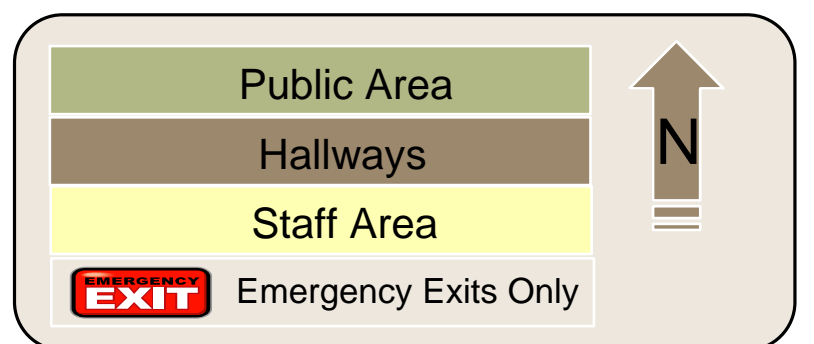 Public Area
Hallways
Staff Area
EMERGENCY
EXIT
Emergency Exits Only
N